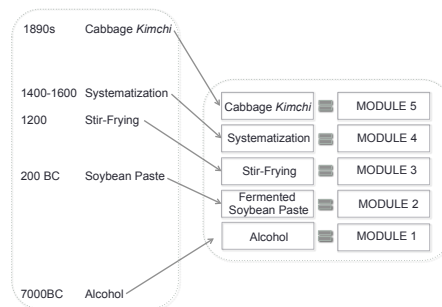 1890s Cabbage Kimchi
1400-1600 Systematization
1200 Stir-Frying
200 BC Soybean Paste
7000BC Alcohol
Cabbage Kimchi MODULE 5
Systematization MODULE 4
Stir-Frying MODULE 3
Fermented
Soybean Paste MODULE 2
Alcohol MODULE 1